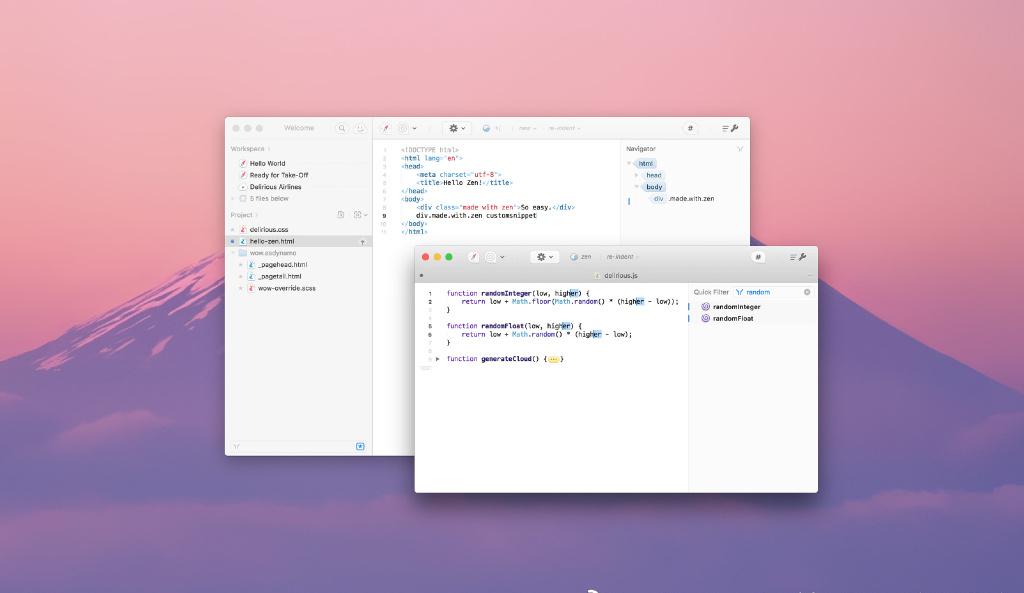 Welcome
Workspace
Hello World
Ready for Take-Off
Delirious Airlines
5 files below
Project
delirious.css
hello-zen.html
wow.esdynamo
_pagehead.html
_pagetail.html
wow-override.scss
new
re-indent
#
1 <!DOCTYPE html>
2 <html lang="en">
3 <head>
4 <meta charset="utf-8">
5 <title>Hello Zen!</title>
6 </head>
7 <body>
8 <div class="made with zen">So easy.</div>
9 div.made.with.zen customsnippet
10 </body>
11 </html>
Navigator
html
head
body
div .made.with.zen
zen
re-indent
#
delirious.js
1 function randomInteger(low, higher) {
2 return low + Math.floor(Math.random() * (higher - low));
3 }
4
5 function randomFloat(low, higher) {
6 return low + Math.random() * (higher - low);
7 }
8
9 function generateCloud() {...}
Quick Filter random
randomInteger
randomFloat